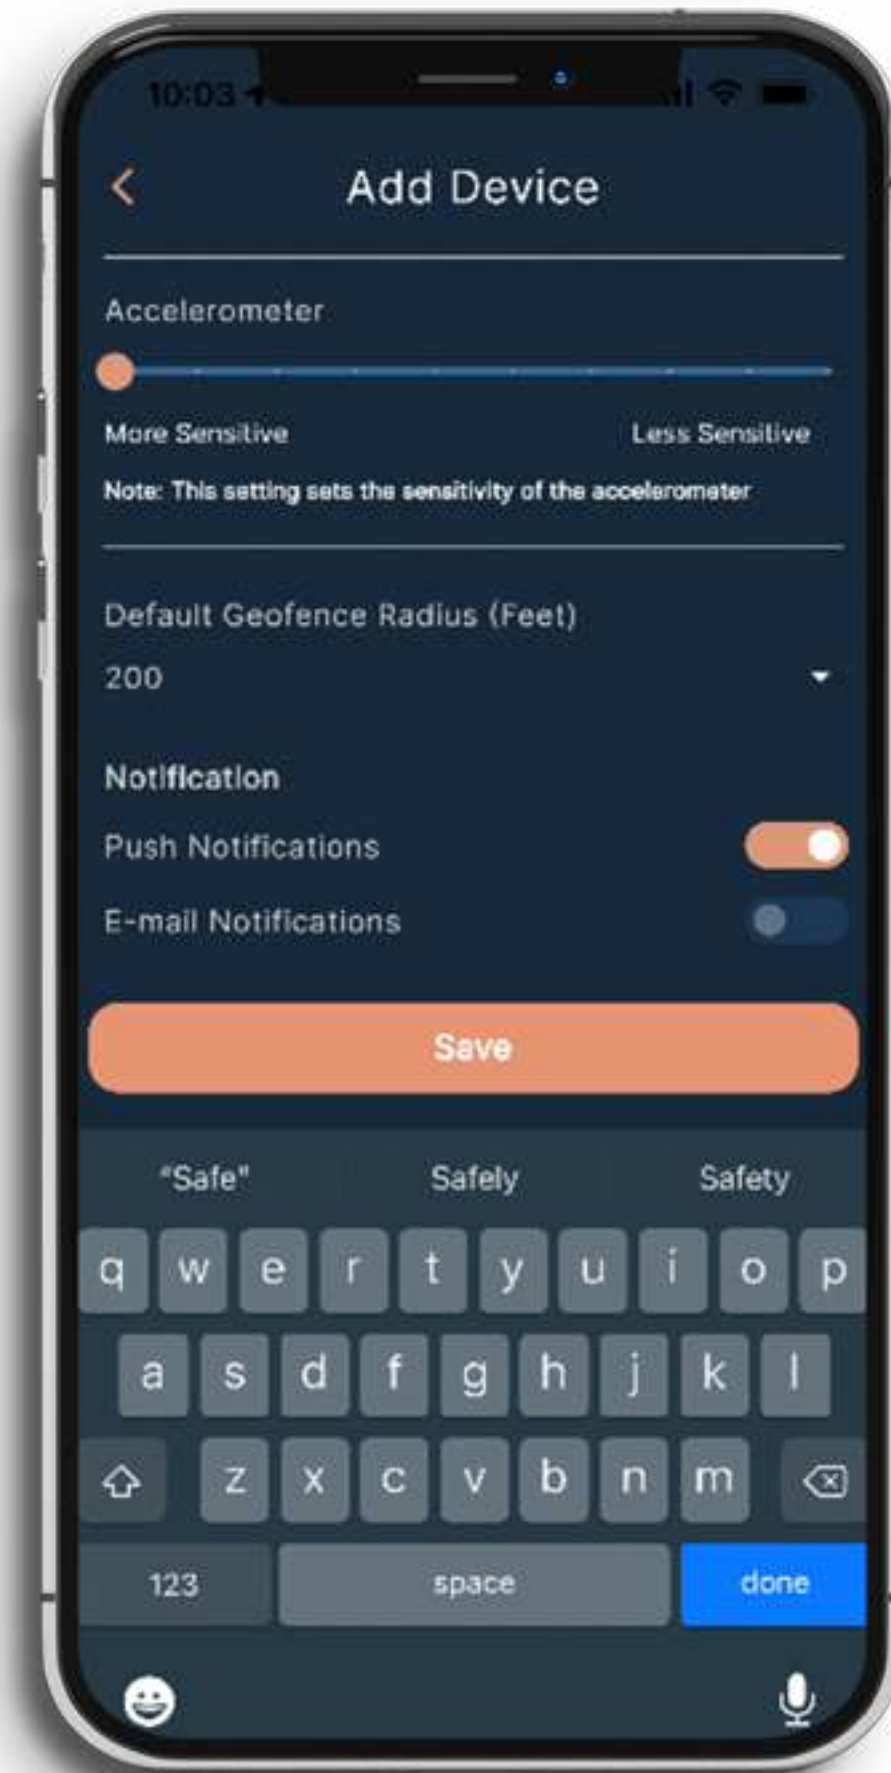 10:03
Add Device
Accelerometer
More Sensitive Less Sensitive
Note: This setting sets the sensitivity of the accelerometer
Default Geofence Radius (Feet)
200
Notification
Push Notifications
E-mail Notifications
Save
“Safe" Safely Safety
q w e r t y u i o p
a s d f g h j k l
z x c v b n m
123 space done